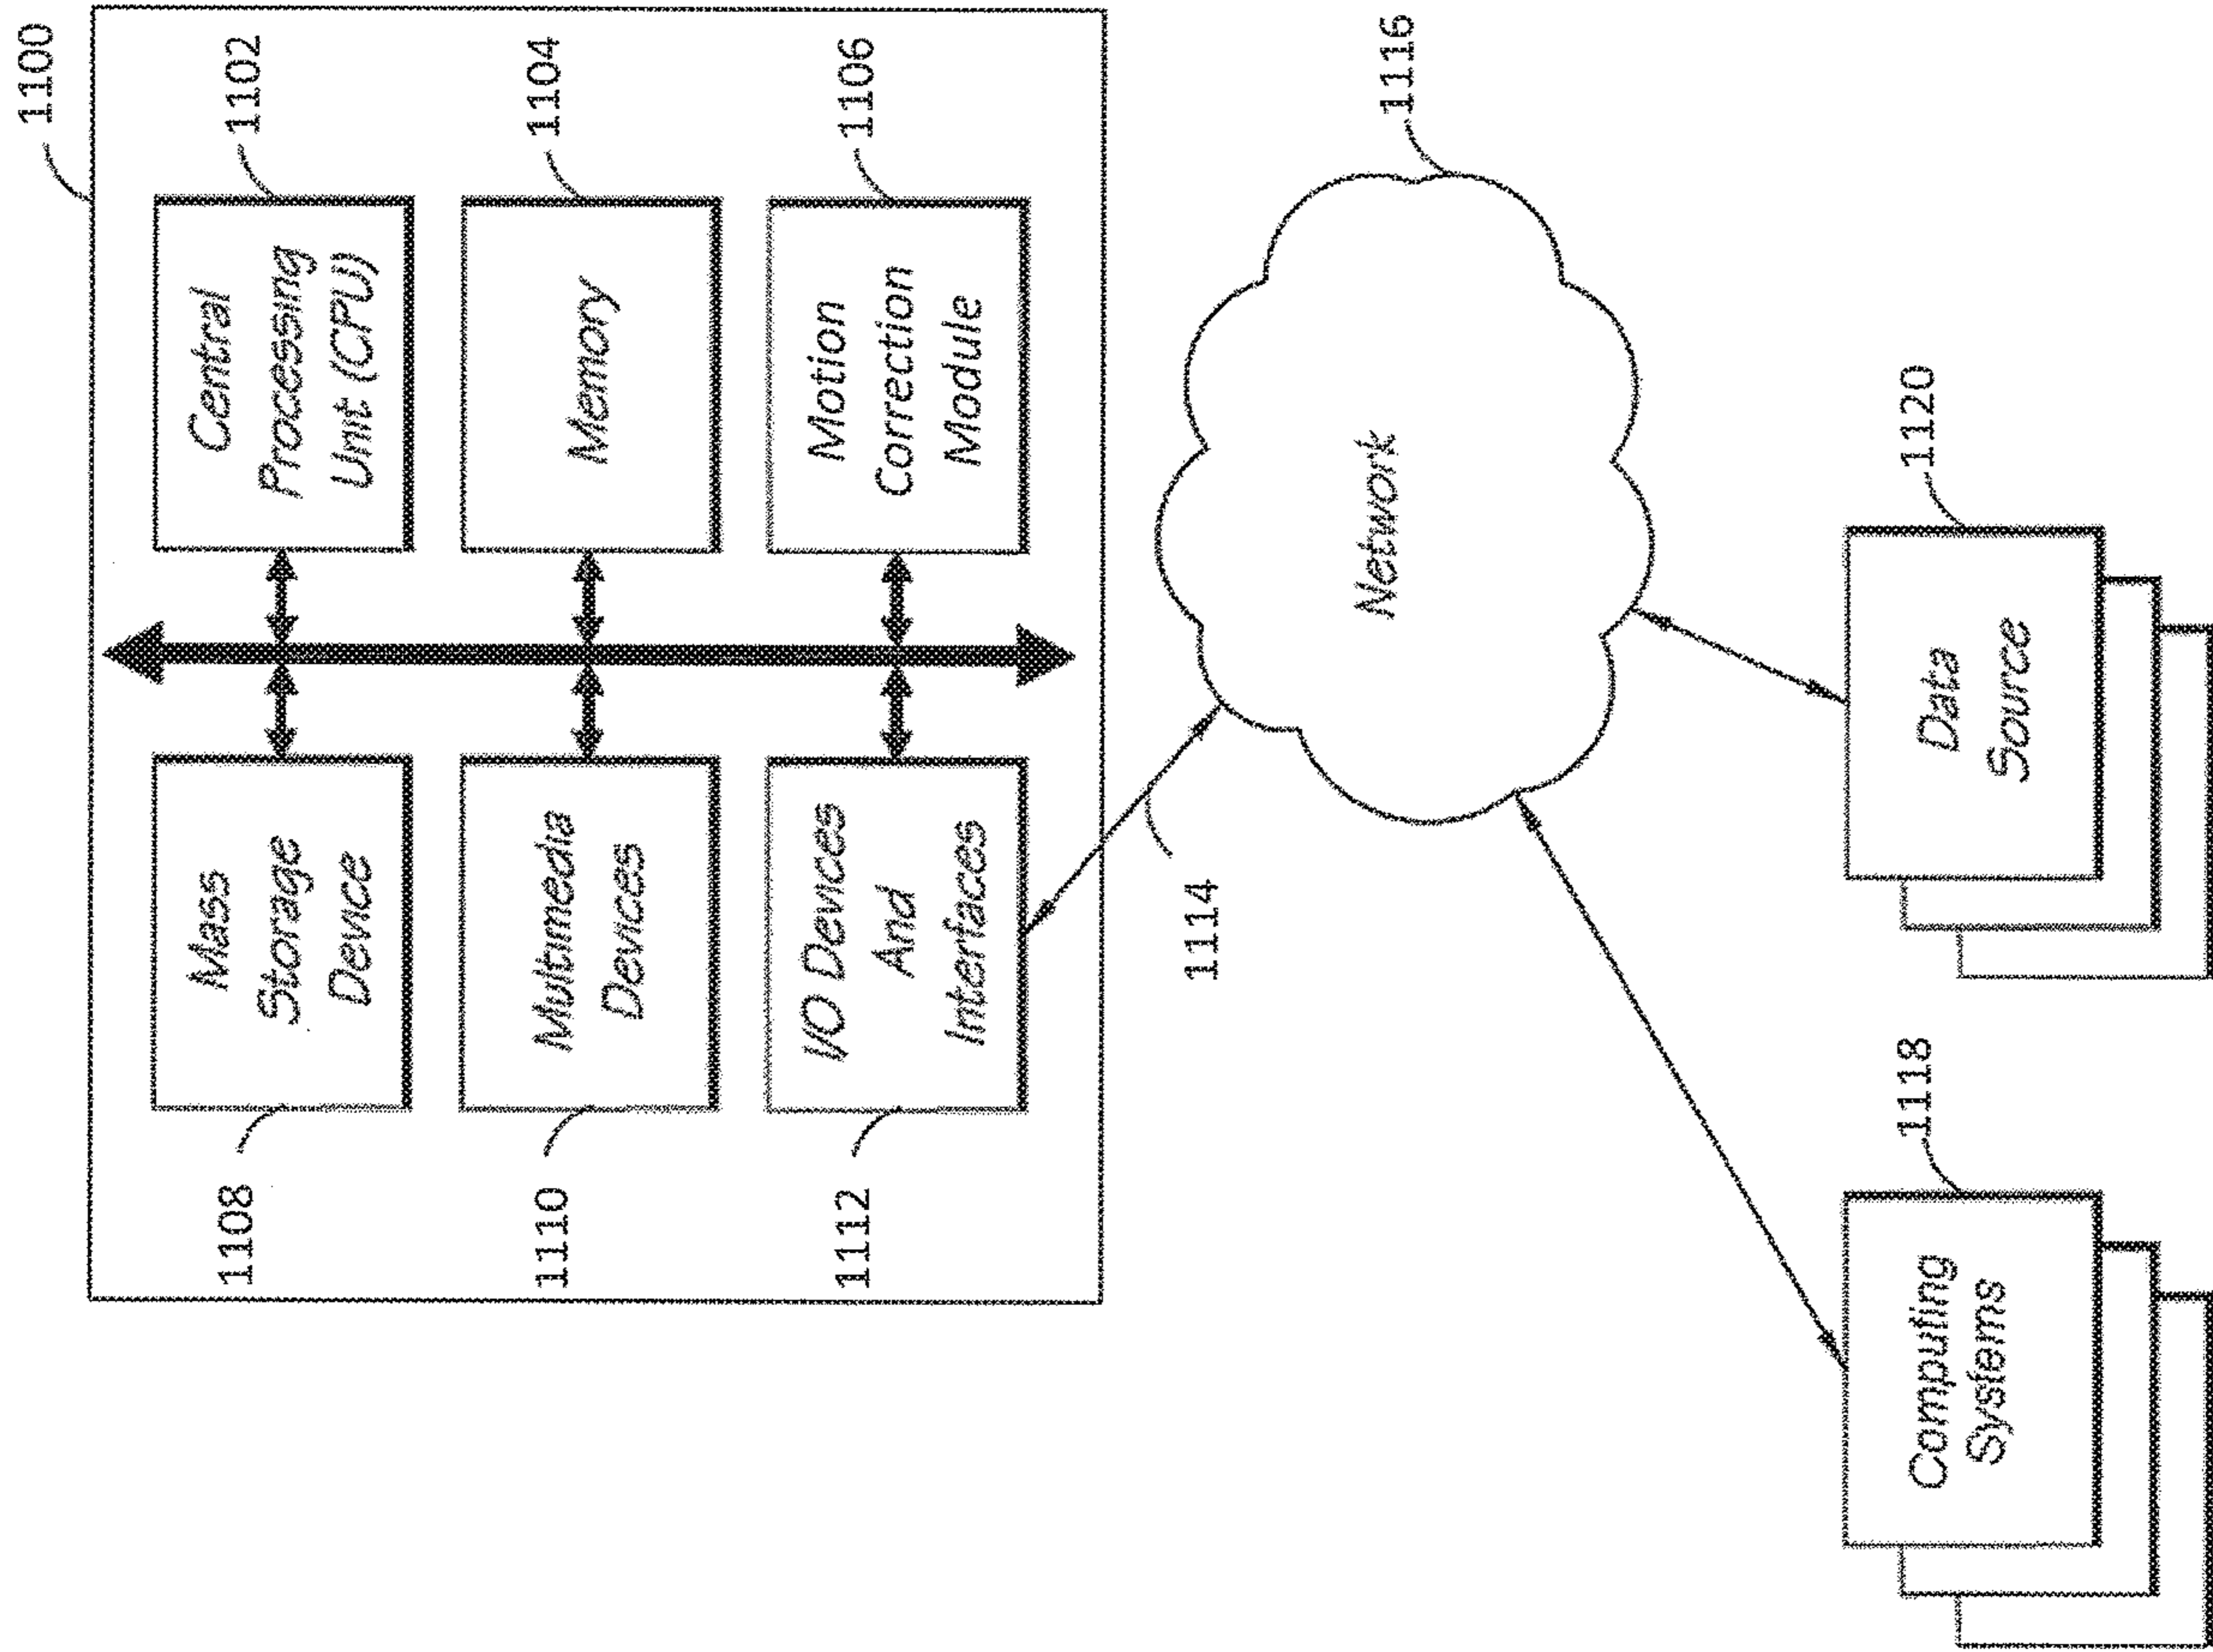 1100
Mass
Storage
Device
1108
Central
Processing
Unit (CPU)
1102
Multimedia
Devices
1110
Memory
1104
I/O Devices
And
Interfaces
1112
Motion
Correction
Module
1106
1114
Network
1116
Computing
Systems
1118
Data
Source
1120